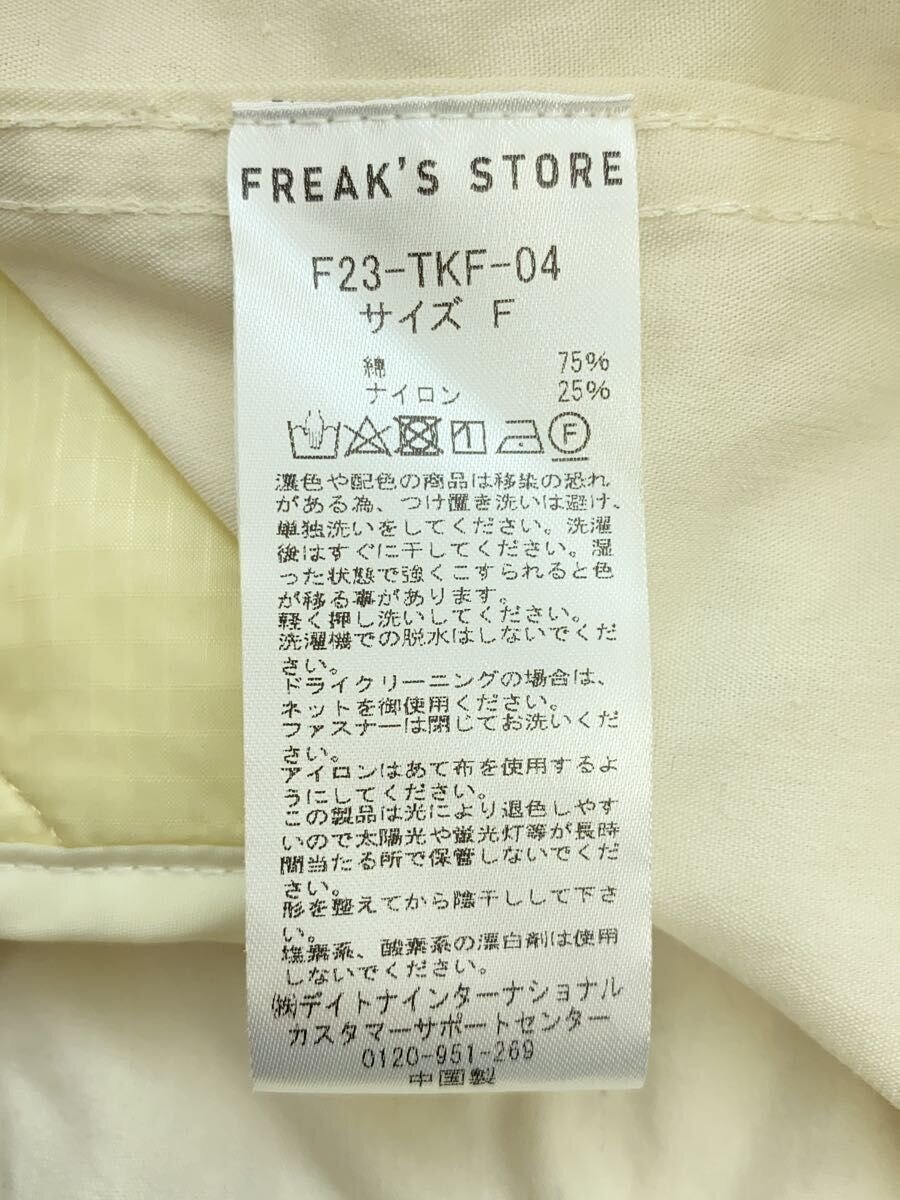 FREAK'S STORE
F23-TKF-04
サイズ F
綿 75%
ナイロン 25%
F
濃色や配色の商品は移染の恐れ
がある為、つけ置き洗いは避け、
単独洗いをしてください。洗濯
後はすぐに干してください。湿
った状態で強くこすられると色
が移る事があります。
軽く押し洗いしてください。
洗濯機での脱水はしないでくだ
さい。
ドライクリーニングの場合は、
ネットを御使用ください。
ファスナーは閉じてお洗いくだ
さい。
アイロンはあて布を使用するよ
うにしてください。
この製品は光により退色しやす
いので太陽光や蛍光灯等が長時
間当たる所で保管しないでくだ
さい。
形を整えてから陰干しして下さ
い。
塩素系、酸素系の漂白剤は使用
しないでください。
㈱デイトナインターナショナル
カスタマーサポートセンター
0120-951-269
中国製